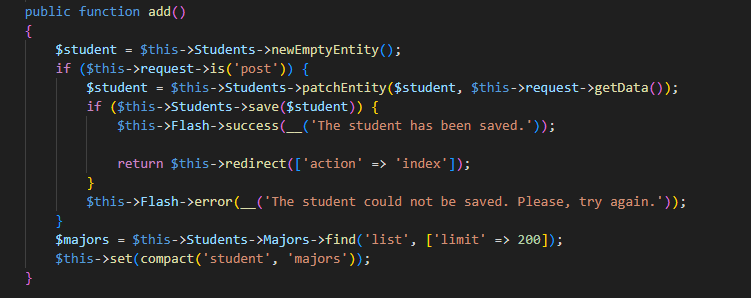 public function add()
{
$student = $this->Students->newEmptyEntity();
if ($this->request->is('post')) {
$student = $this->Students->patchEntity($student, $this->request->getData());
if ($this->Students->save($student)) {
$this->Flash->success(__('The student has been saved.'));
return $this->redirect(['action' => 'index']);
}
$this->Flash->error(__('The student could not be saved. Please, try again.'));
}
$majors = $this->Students->Majors->find('list', ['limit' => 200]);
$this->set(compact('student', 'majors'));
}